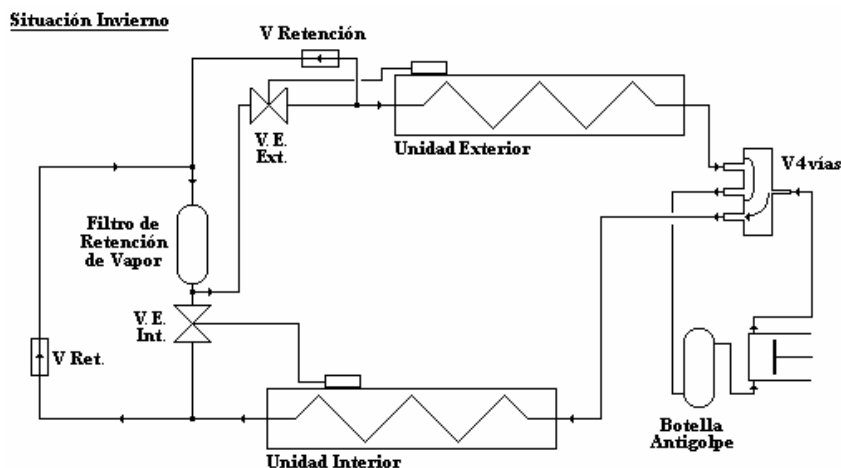 Situación Invierno
V Retención
V. E.
Ext.
Unidad Exterior
V4vías
Filtro de
Retención
de Vapor
V. E.
Int.
V Ret.
Botella
Antigolpe
Unidad Interior